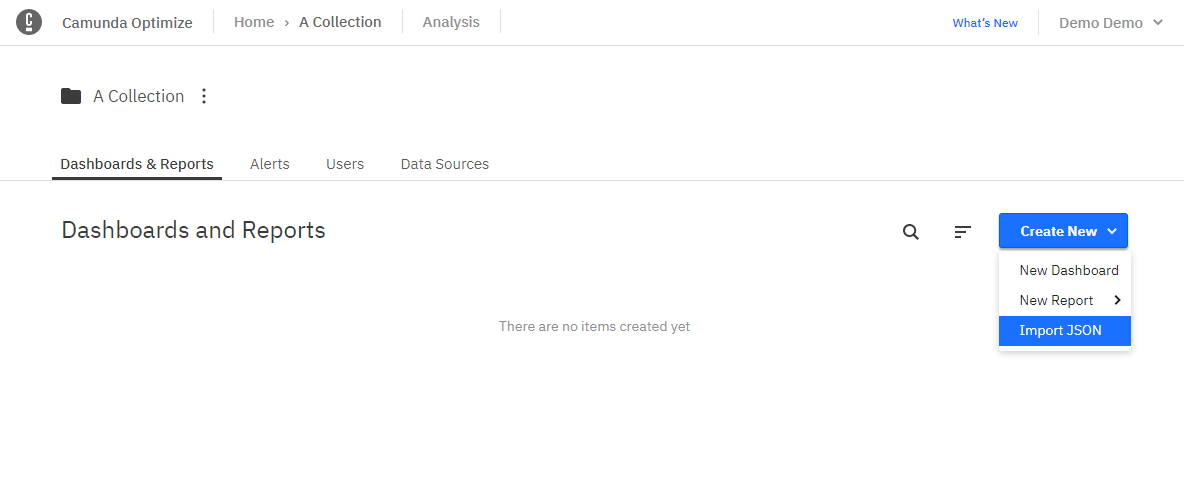 Camunda Optimize Home › A Collection Analysis What's New Demo Demo
A Collection
Dashboards & Reports Alerts Users Data Sources
Dashboards and Reports Create New
New Dashboard
New Report
Import JSON
There are no items created yet